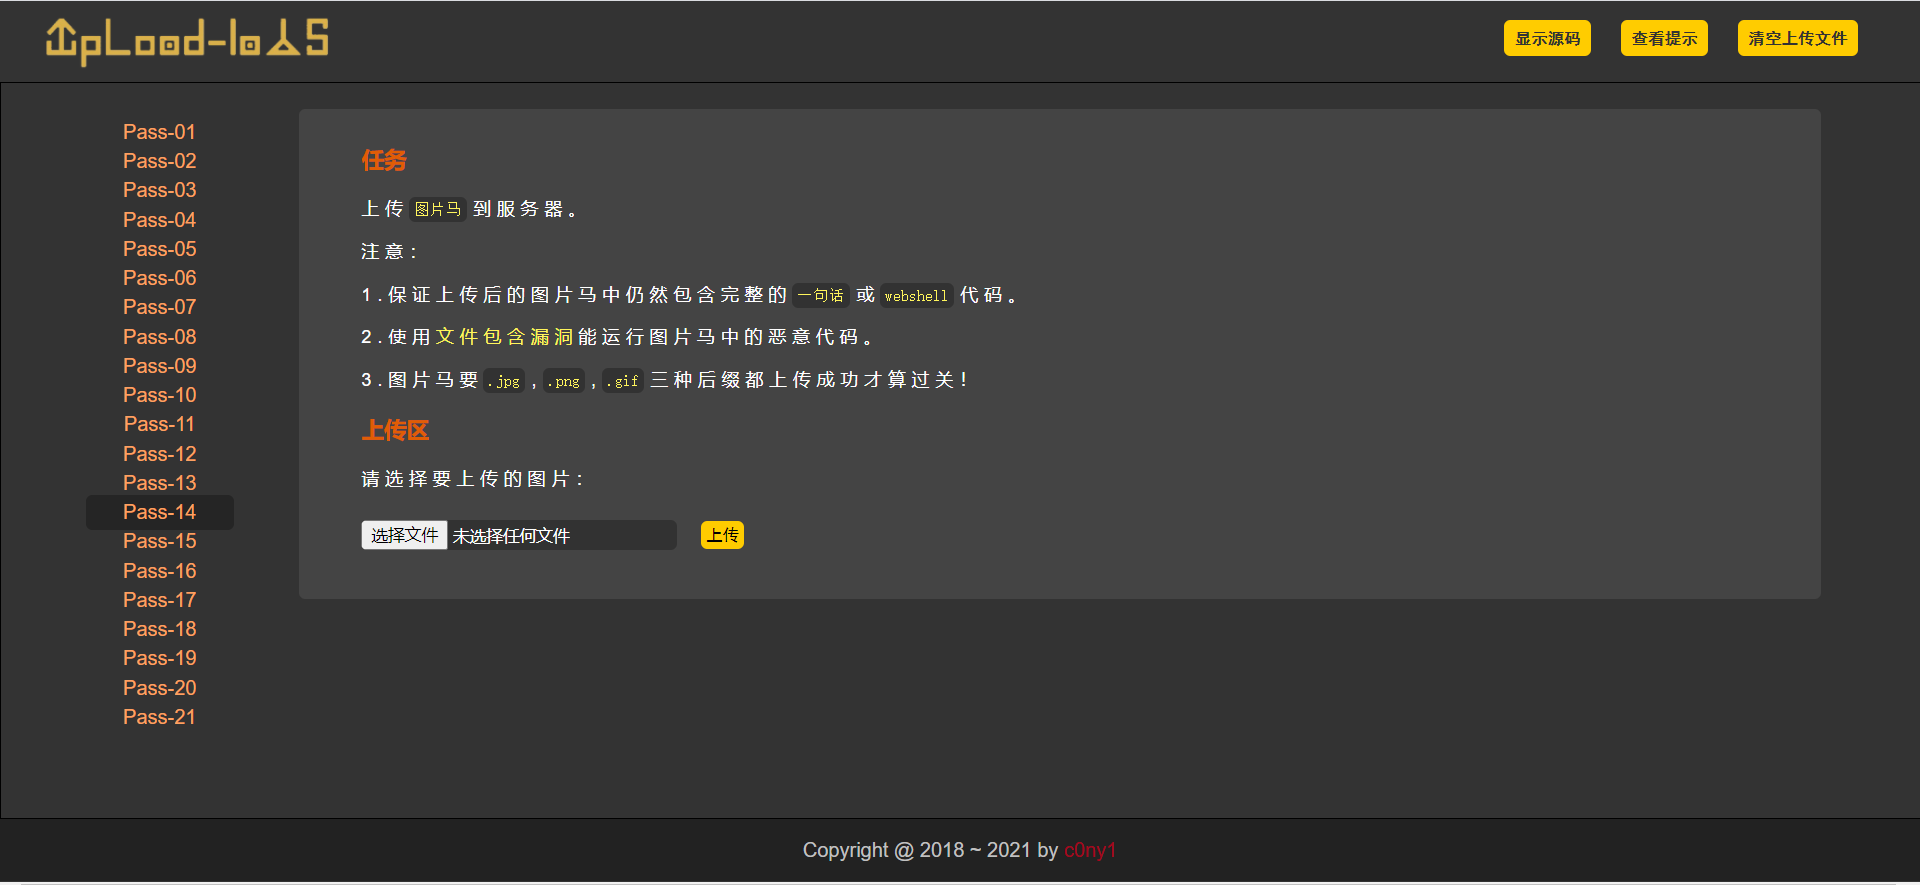 UpLoad-labs
显示源码 查看提示 清空上传文件
Pass-01
Pass-02
Pass-03
Pass-04
Pass-05
Pass-06
Pass-07
Pass-08
Pass-09
Pass-10
Pass-11
Pass-12
Pass-13
Pass-14
Pass-15
Pass-16
Pass-17
Pass-18
Pass-19
Pass-20
Pass-21
任务
上传 图片马 到服务器。
注意：
1.保证上传后的图片马中仍然包含完整的 一句话 或 webshell 代码。
2.使用文件包含漏洞能运行图片马中的恶意代码。
3.图片马要 .jpg , .png , .gif 三种后缀都上传成功才算过关！
上传区
请选择要上传的图片：
选择文件 未选择任何文件 上传
Copyright @ 2018 ~ 2021 by c0ny1